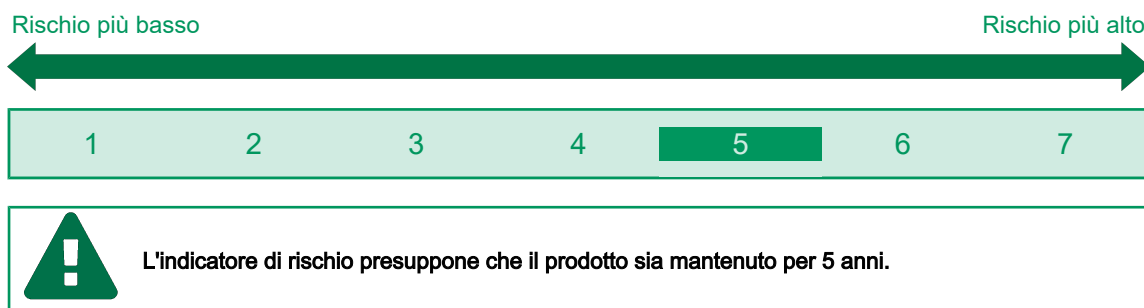 Rischio più basso Rischio più alto
1 2 3 4 5 6 7
L'indicatore di rischio presuppone che il prodotto sia mantenuto per 5 anni.